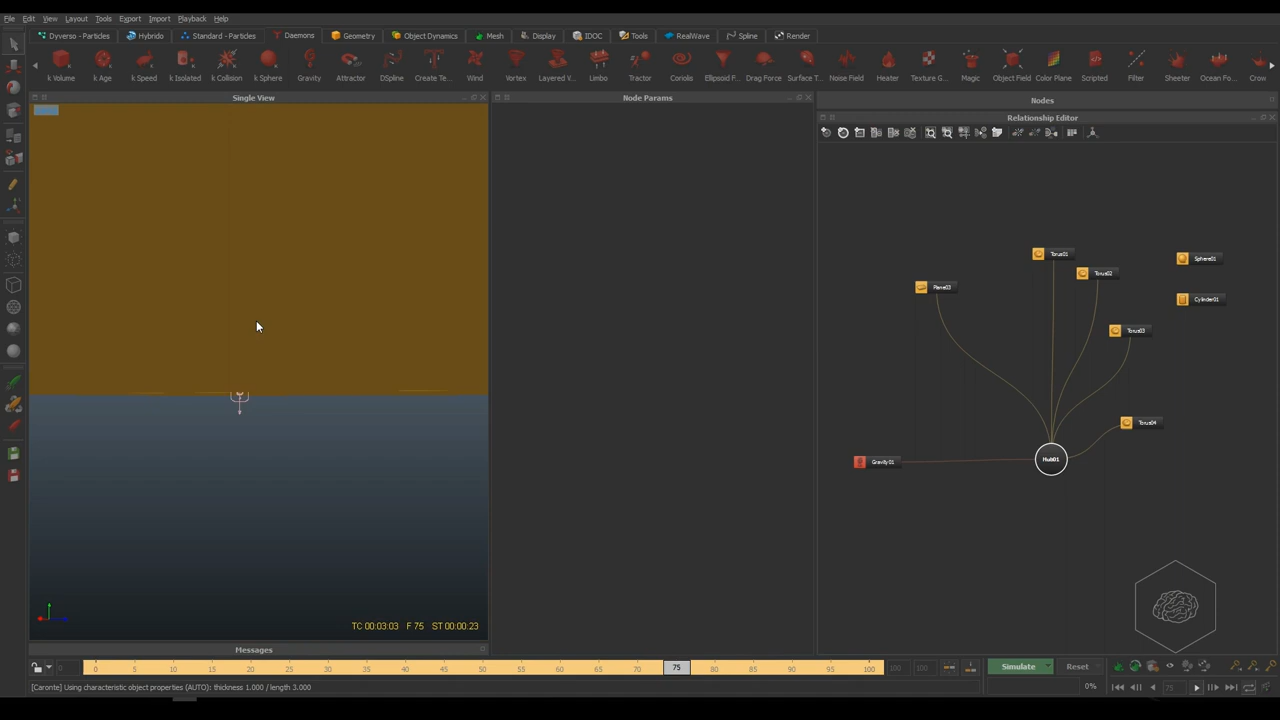 File Edit View Layout Tools Export Import Playback Help
Dyverso - Particles Hybrido Standard - Particles Daemons Geometry Object Dynamics Mesh Display IDOC Tools RealWave Spline Render
k Volume k Age k Speed k Isolated k Collision k Sphere Gravity Attractor DSpline Create Te... Wind Vortex Layered V... Limbo Tractor Coriolis Ellipsoid F... Drag Force Surface T... Noise Field Heater Texture G... Magic Object Field Color Plane Scripted Filter Sheeter Ocean Fo... Crow
Single View Node Params Nodes
Relationship Editor
Torus01
Sphere01
Torus02
Plane03
Cylinder01
Torus03
Torus04
Gravity01 Hub01
TC 00:03:03 F 75 ST 00:00:23
Messages
0 0 5 10 15 20 25 30 35 40 45 50 55 60 65 70 75 80 85 90 95 100 100 100 Simulate Reset
[Caronte] Using characteristic object properties (AUTO): thickness 1.000 / length 3.000 0% 75